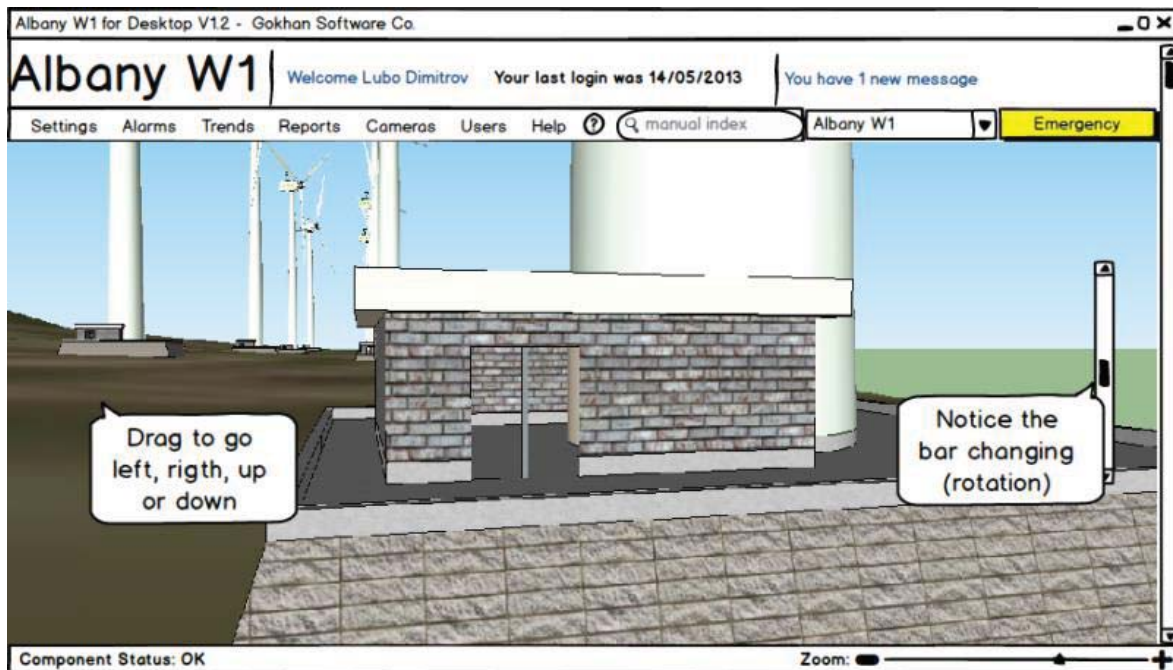 Albany W1 for Desktop V1.2 - Gokhan Software Co.
Albany W1
Welcome Lubo Dimitrov
Your last login was 14/05/2013
You have 1 new message
Settings Alarms Trends Reports Cameras Users Help ? manual index Albany W1 Emergency
Drag to go
left, rigth, up
or down
Notice the
bar changing
(rotation)
Component Status: OK
Zoom: